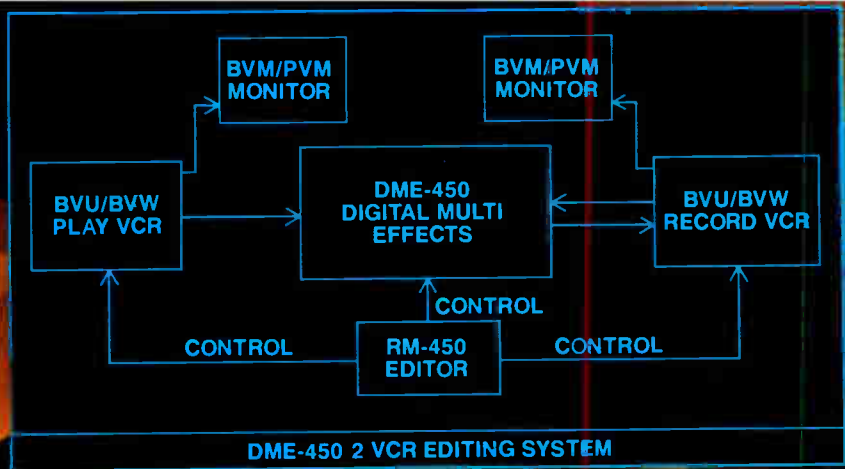 BVM/PVM
MONITOR
BVM/PVM
MONITOR
BVU/BVW
PLAY VCR
DME-450
DIGITAL MULTI
EFFECTS
BVU/BVW
RECORD VCR
CONTROL
CONTROL
RM-450
EDITOR
CONTROL
DME-450 2 VCR EDITING SYSTEM